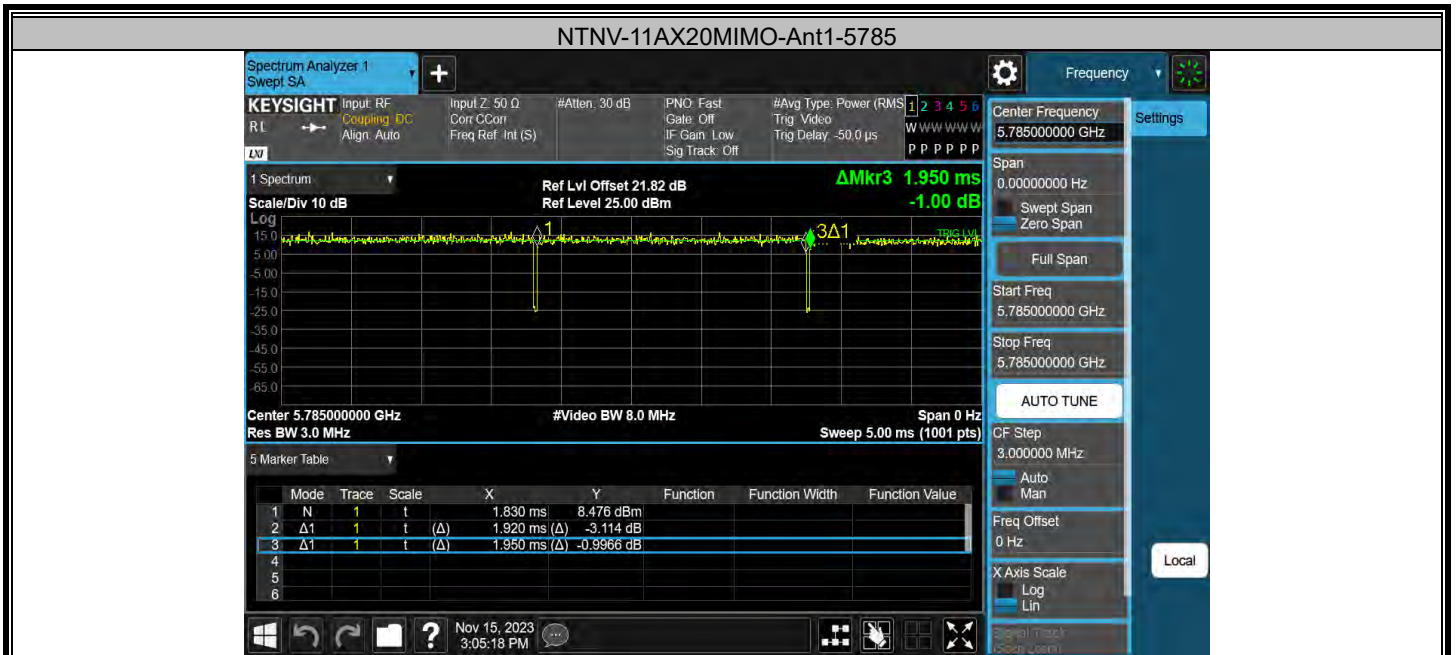 NTNV-11AX20MIMO-Ant1-5785
Spectrum Analyzer 1
Swept SA
Frequency
KEYSIGHT
RL
LXI
Input: RF
Coupling: DC
Align: Auto
Input Z: 50 Ω
Corr CCorr
Freq Ref: Int (S)
#Atten: 30 dB
PNO: Fast
Gate: Off
IF Gain: Low
Sig Track: Off
#Avg Type: Power (RMS
Trig: Video
Trig Delay: -50.0 µs
1 2 3 4 5 6
W W W W W W
P P P P P P
1 Spectrum
Scale/Div 10 dB
Ref Lvl Offset 21.82 dB
Ref Level 25.00 dBm
ΔMkr3 1.950 ms
-1.00 dB
Log
15.0
5.00
-5.00
-15.0
-25.0
-35.0
-45.0
-55.0
-65.0
1
3Δ1
TRIG LVL
Center 5.785000000 GHz
Res BW 3.0 MHz
#Video BW 8.0 MHz
Span 0 Hz
Sweep 5.00 ms (1001 pts)
5 Marker Table
Mode Trace Scale X Y Function Function Width Function Value
1 N 1 t 1.830 ms 8.476 dBm
2 Δ1 1 t (Δ) 1.920 ms (Δ) -3.114 dB
3 Δ1 1 t (Δ) 1.950 ms (Δ) -0.9966 dB
4
5
6
Nov 15, 2023
3:05:18 PM
Center Frequency
5.785000000 GHz
Settings
Span
0.00000000 Hz
Swept Span
Zero Span
Full Span
Start Freq
5.785000000 GHz
Stop Freq
5.785000000 GHz
AUTO TUNE
CF Step
3.000000 MHz
Auto
Man
Freq Offset
0 Hz
X Axis Scale
Log
Lin
Signal Track
(Span Zoom)
Local